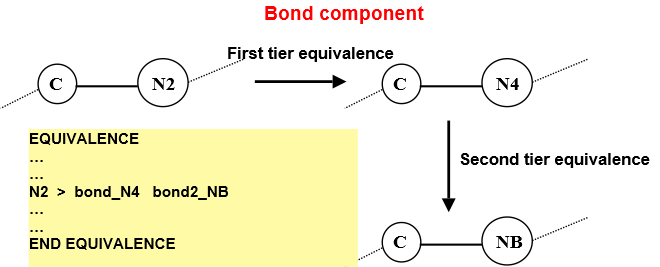 Bond component
First tier equivalence
C
N2
C
N4
EQUIVALENCE
...
...
N2 > bond_N4 bond2_NB
...
...
END EQUIVALENCE
Second tier equivalence
C
NB